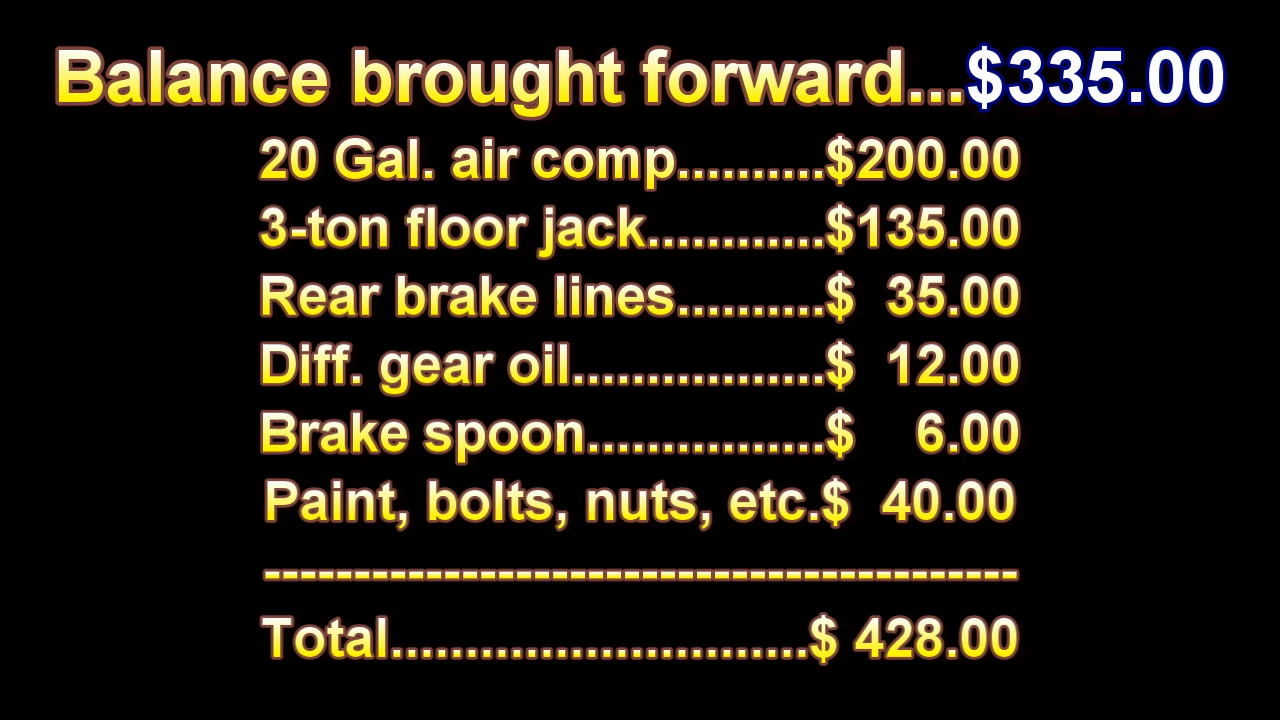 Balance brought forward...$335.00
20 Gal. air comp..........$200.00
3-ton floor jack............$135.00
Rear brake lines..........$  35.00
Diff. gear oil.................$  12.00
Brake spoon................$    6.00
Paint, bolts, nuts, etc.$  40.00
------------------------------------------
Total............................$ 428.00